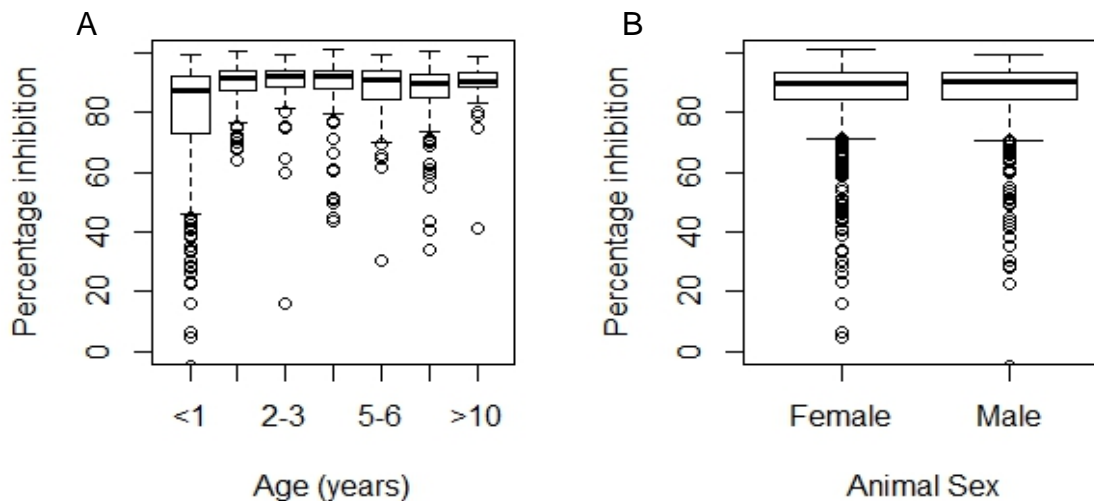 A
B
Percentage inhibition
80
60
40
20
0
<1
2-3
5-6
>10
Age (years)
Percentage inhibition
80
60
40
20
0
Female
Male
Animal Sex